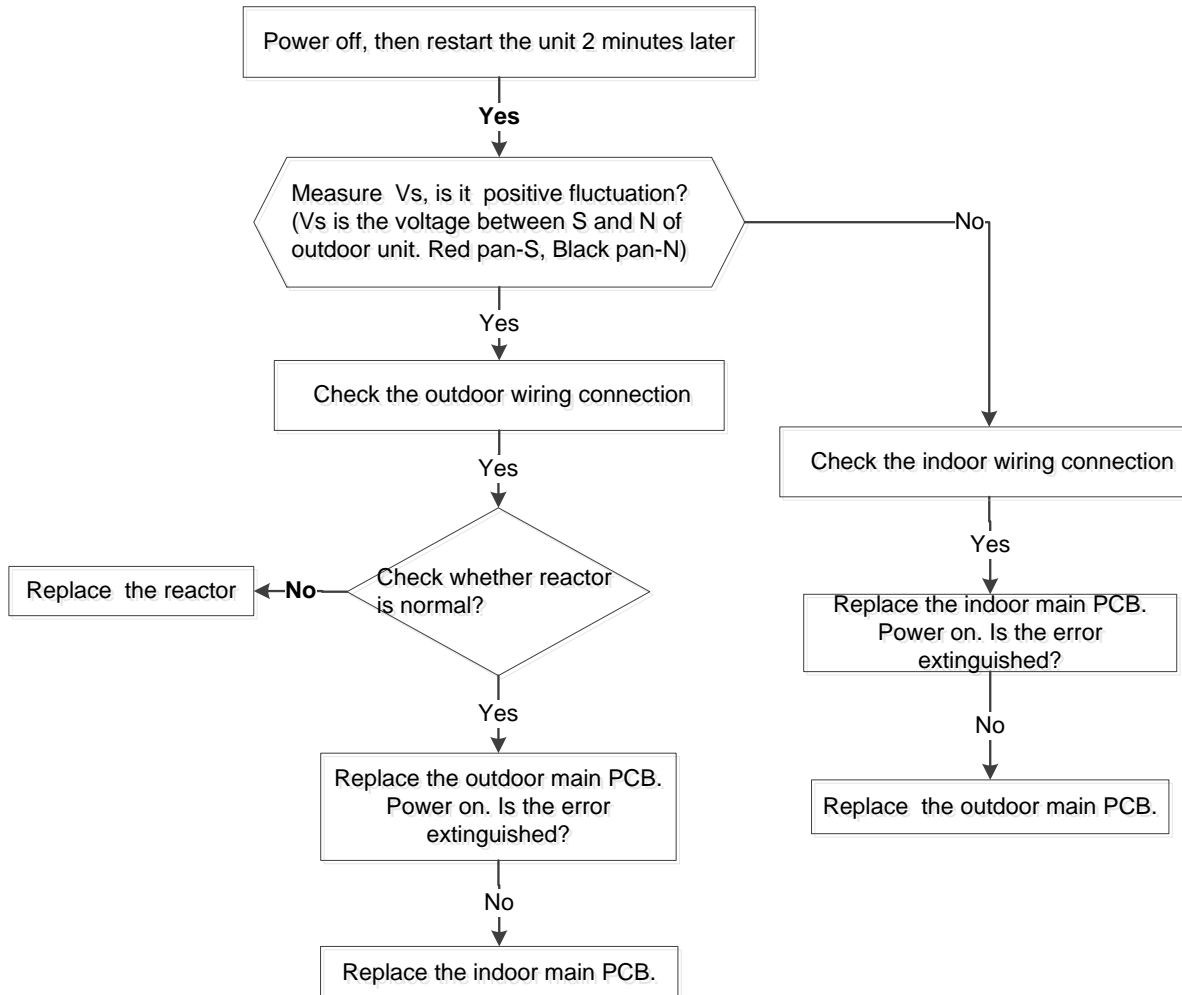 Power off, then restart the unit 2 minutes later
Yes
Measure Vs, is it positive fluctuation?
(Vs is the voltage between S and N of
outdoor unit. Red pan-S, Black pan-N)
No
Yes
Check the outdoor wiring connection
Check the indoor wiring connection
Yes
Yes
Check whether reactor
is normal?
No
Replace the reactor
Replace the indoor main PCB.
Power on. Is the error
extinguished?
Yes
No
Replace the outdoor main PCB.
Power on. Is the error
extinguished?
Replace the outdoor main PCB.
No
Replace the indoor main PCB.